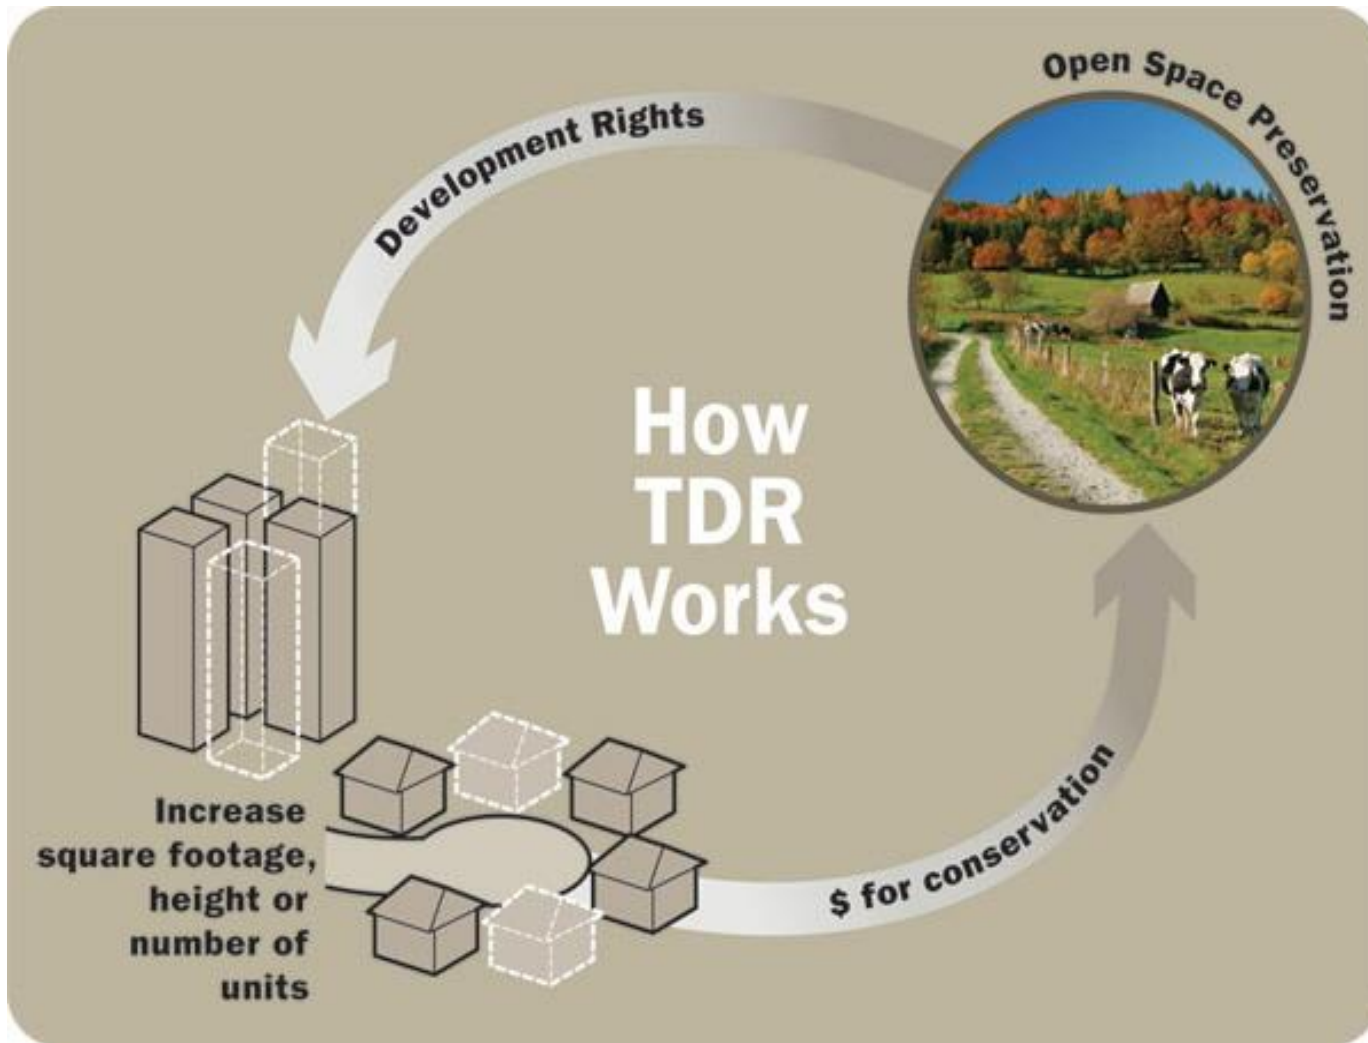 How
TDR
Works
Open Space Preservation
Development Rights
Increase
square footage,
height or
number of
units
$ for conservation